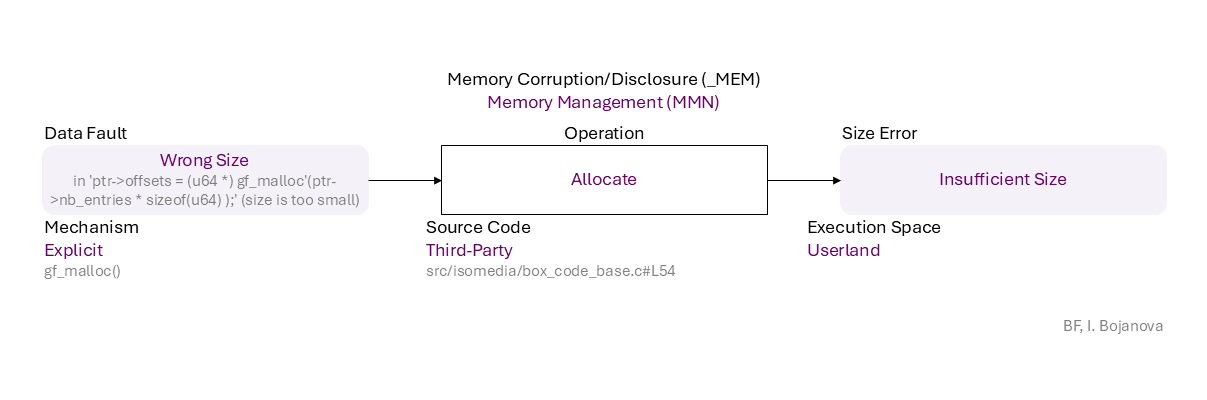 Memory Corruption/Disclosure (_MEM)
Memory Management (MMN)
Data Fault
Operation
Size Error
Wrong Size
in 'ptr->offsets = (u64 *) gf_malloc'(ptr-
>nb_entries * sizeof(u64) );' (size is too small)
Allocate
Insufficient Size
Mechanism
Explicit
gf_malloc()
Source Code
Third-Party
src/isomedia/box_code_base.c#L54
Execution Space
Userland
BF, I. Bojanova